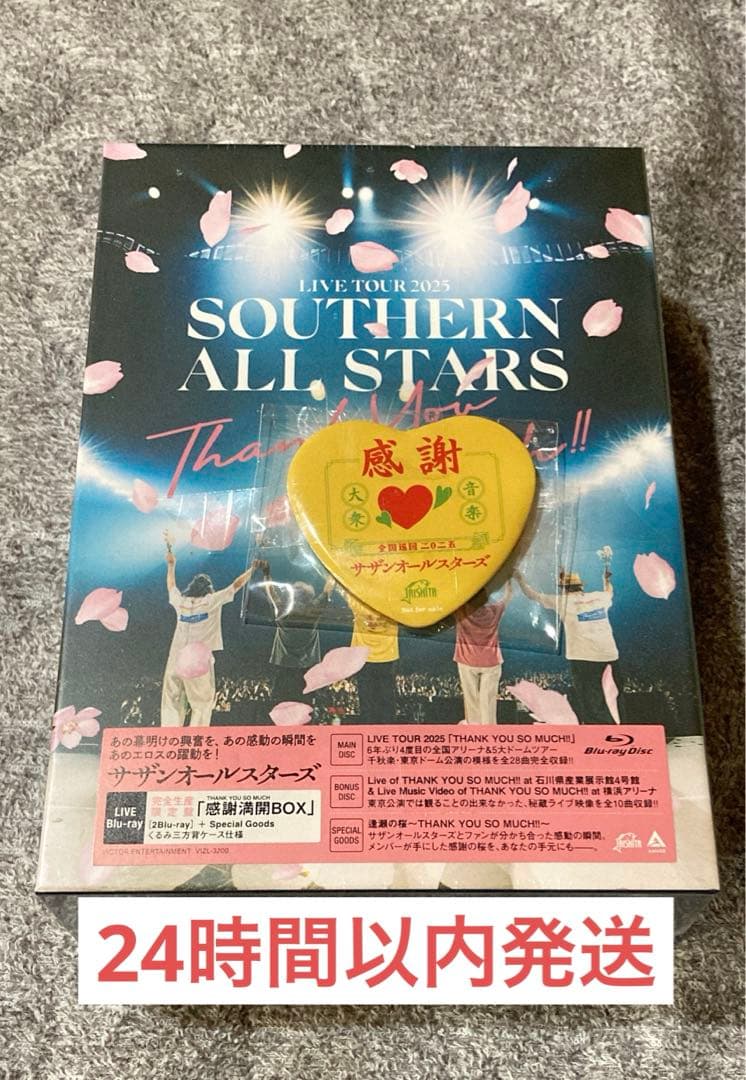 LIVE TOUR 2025
SOUTHERN
ALL STARS
Thank You
h!!
感謝
大衆
音楽
全国巡回二〇二五
サザンオールスターズ
TAISHITA
Not for sale
あの幕明けの興奮を、あの感動の瞬間を
あのエロスの躍動を!
サザンオールスターズ
LIVE
Blu-ray
完全生産
限定盤
THANK YOU SO MUCH
「感謝満開BOX」
[2Blu-ray] + Special Goods
くるみ三方背ケース仕様
VICTOR ENTERTAINMENT VIZL-3200
MAIN
DISC
LIVE TOUR 2025「THANK YOU SO MUCH!!」
6年ぶり4度目の全国アリーナ&5大ドームツアー
千秋楽・東京ドーム公演の模様を全28曲完全収録!!
Blu-ray Disc
BONUS
DISC
Live of THANK YOU SO MUCH!! at 石川県産業展示館4号館
& Live Music Video of THANK YOU SO MUCH!! at 横浜アリーナ
東京公演では観ることの出来なかった、秘蔵ライブ映像を全10曲収録!!
SPECIAL
GOODS
逢瀬の桜〜THANK YOU SO MUCH!!〜
サザンオールスターズとファンが分かち合った感動の瞬間。
メンバーが手にした感謝の桜を、あなたの手元にも――。
TAISHITA
AMUSE
24時間以内発送